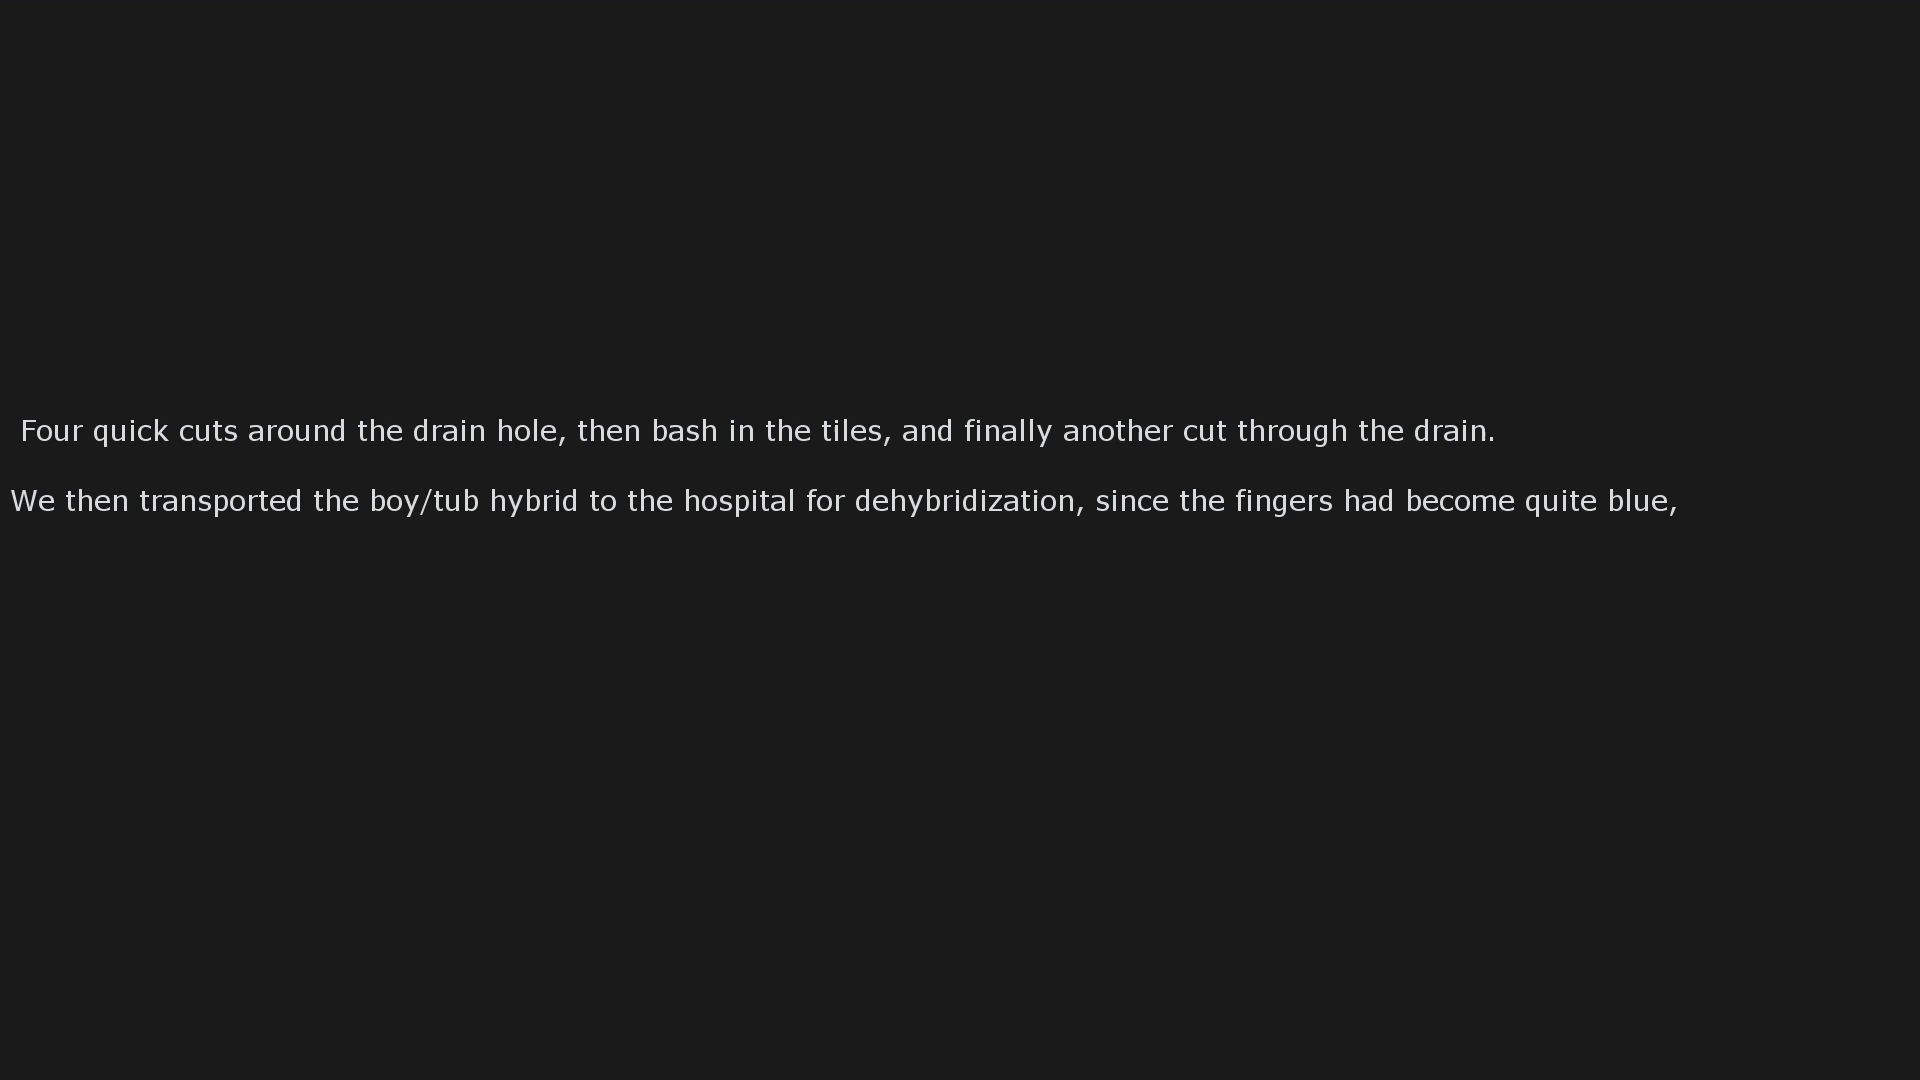 Four quick cuts around the drain hole, then bash in the tiles, and finally another cut through the drain.
We then transported the boy/tub hybrid to the hospital for dehybridization, since the fingers had become quite blue,